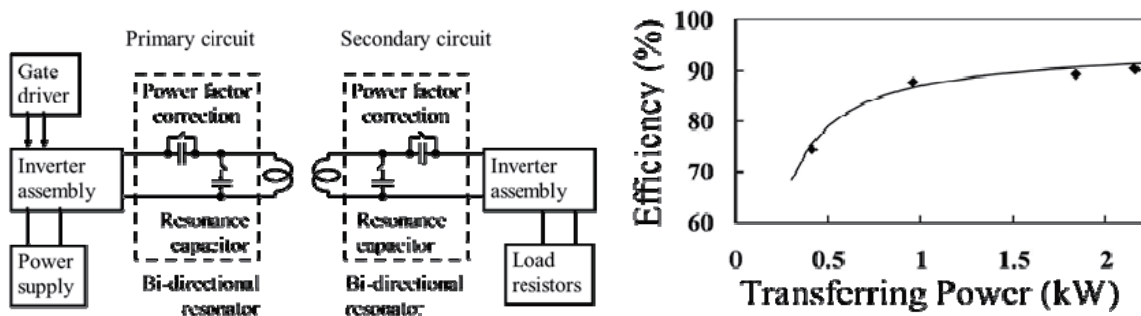 Primary circuit
Secondary circuit
Gate
driver
Power factor
correction
Power factor
correction
Inverter
assembly
Inverter
assembly
Resonance
capacitor
Resonance
capacitor
Power
supply
Load
resistors
Bi-directional
resonator
Bi-directional
resonator
Efficiency (%)
100
90
80
70
60
0
0.5
1
1.5
2
Transferring Power (kW)